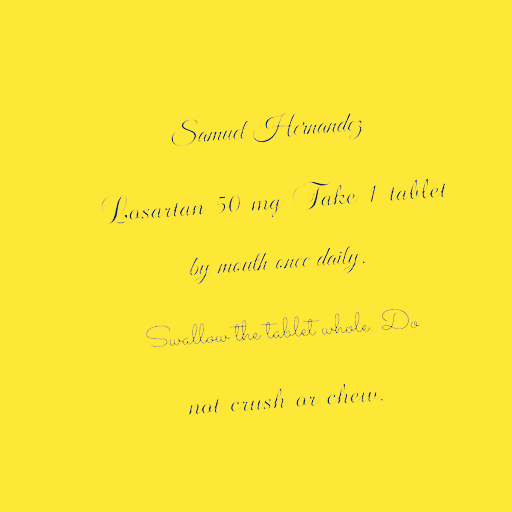 Samuel Hernandez
Losartan 50 mg Take 1 tablet
by mouth once daily.
Swallow the tablet whole. Do
not crush or chew.